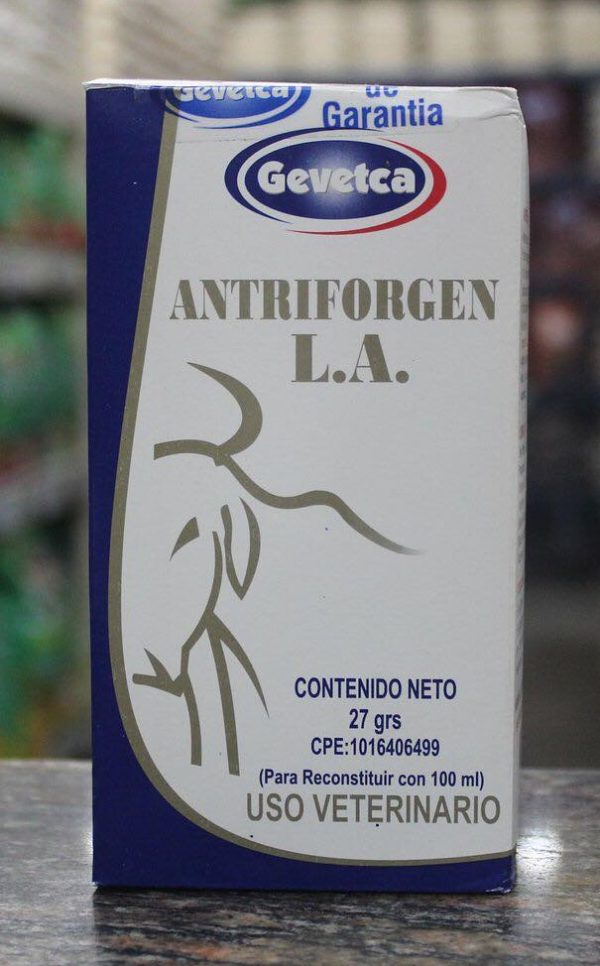 Gevetca
de
Garantia
Gevetca
ANTRIFORGEN
L.A.
CONTENIDO NETO
27 grs
CPE:1016406499
(Para Reconstituir con 100 ml)
USO VETERINARIO